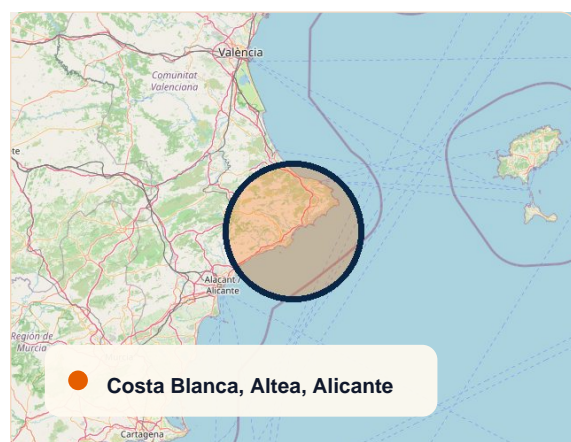 València
Comunitat
Valenciana
Alacant /
Alicante
Región de
Murcia
Costa Blanca, Altea, Alicante
Cartagena